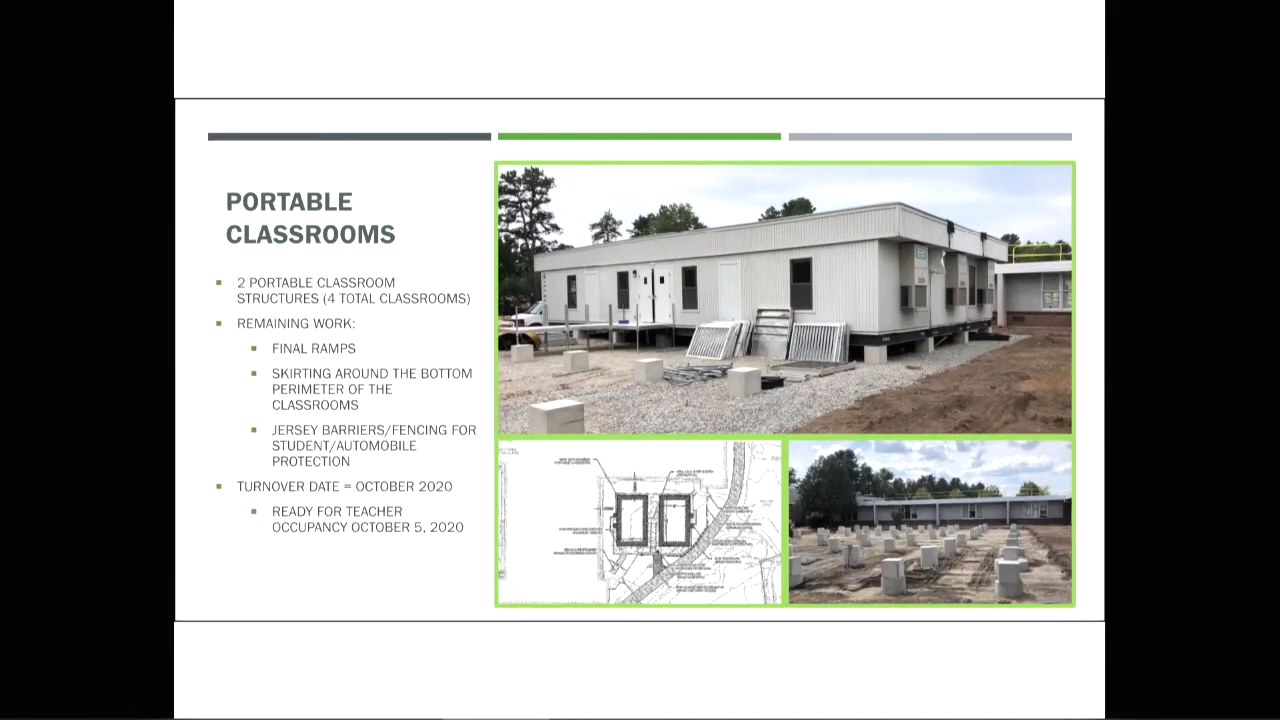 PORTABLE
CLASSROOMS
2 PORTABLE CLASSROOM
STRUCTURES (4 TOTAL CLASSROOMS)
REMAINING WORK:
FINAL RAMPS
SKIRTING AROUND THE BOTTOM
PERIMETER OF THE
CLASSROOMS
JERSEY BARRIERS/FENCING FOR
STUDENT/AUTOMOBILE
PROTECTION
TURNOVER DATE = OCTOBER 2020
READY FOR TEACHER
OCCUPANCY OCTOBER 5, 2020